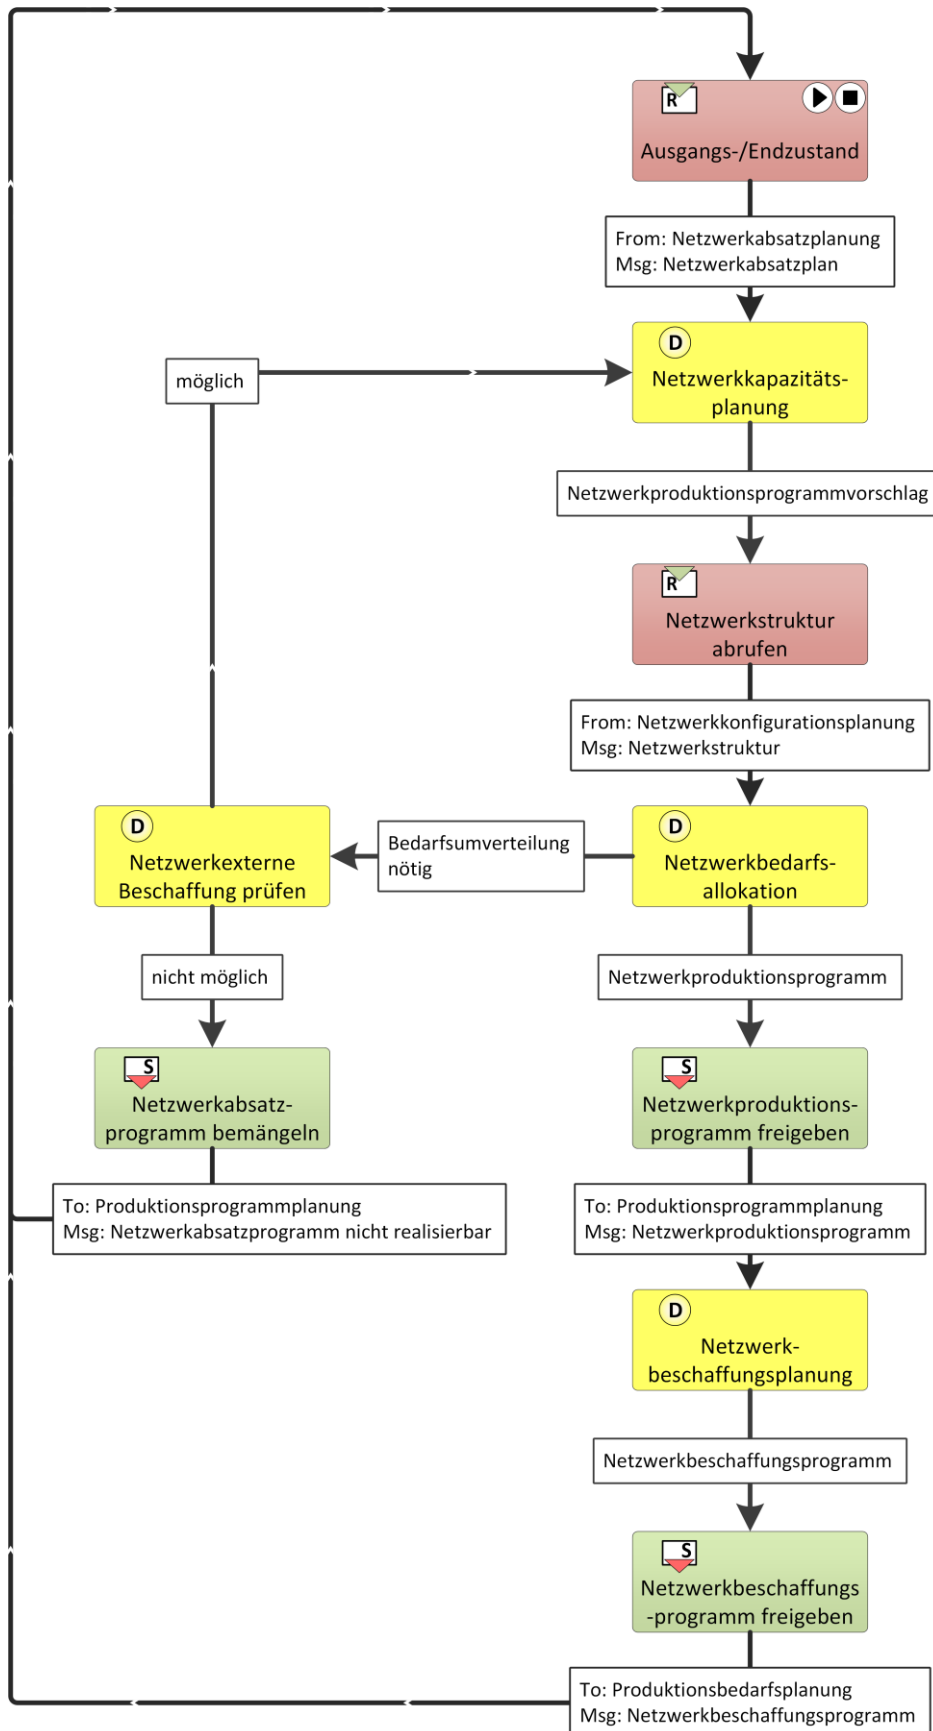 R
Ausgangs-/Endzustand
From: Netzwerkabsatzplanung
Msg: Netzwerkabsatzplan
D
Netzwerkkapazitäts-
planung
möglich
Netzwerkproduktionsprogrammvorschlag
R
Netzwerkstruktur
abrufen
From: Netzwerkkonfigurationsplanung
Msg: Netzwerkstruktur
D
Netzwerkbedarfs-
allokation
Bedarfsumverteilung
nötig
D
Netzwerkexterne
Beschaffung prüfen
nicht möglich
Netzwerkproduktionsprogramm
S
Netzwerkabsatz-
programm bemängeln
S
Netzwerkproduktions-
programm freigeben
To: Produktionsprogrammplanung
Msg: Netzwerkabsatzprogramm nicht realisierbar
To: Produktionsprogrammplanung
Msg: Netzwerkproduktionsprogramm
D
Netzwerk-
beschaffungsplanung
Netzwerkbeschaffungsprogramm
S
Netzwerkbeschaffungs
-programm freigeben
To: Produktionsbedarfsplanung
Msg: Netzwerkbeschaffungsprogramm